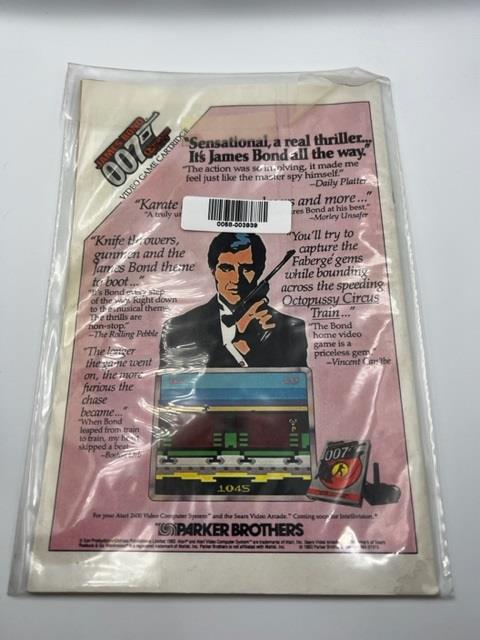 JAMES BOND
007
VIDEO GAME CARTRIDGE
"Sensational, a real thriller...
It's James Bond all the way."
"The action was so involving, it made me
feel just like the master spy himself."
—Daily Platter
"Karate and more..."
"A truly Bond at his best."
—Morley Unsafer
0058-003939
"Knife throwers,
gunmen and the
James Bond theme
to boot..."
"It's Bond every step
of the way. Right down
to the musical theme.
The thrills are
non-stop."
—The Rolling Pebble
"The longer
the game went
on, the more
furious the
chase
became..."
"When Bond
leaped from train
to train, my heart
skipped a beat."
"You'll try to
capture the
Fabergé gems
while bounding
across the speeding
Octopussy Circus
Train..."
"The Bond
home video
game is a
priceless gem."
—Vincent
1045
007
For your Atari 2600 Video Computer System™ and the Sears Video Arcade.™ Coming soon for Intellivision.
PARKER BROTHERS